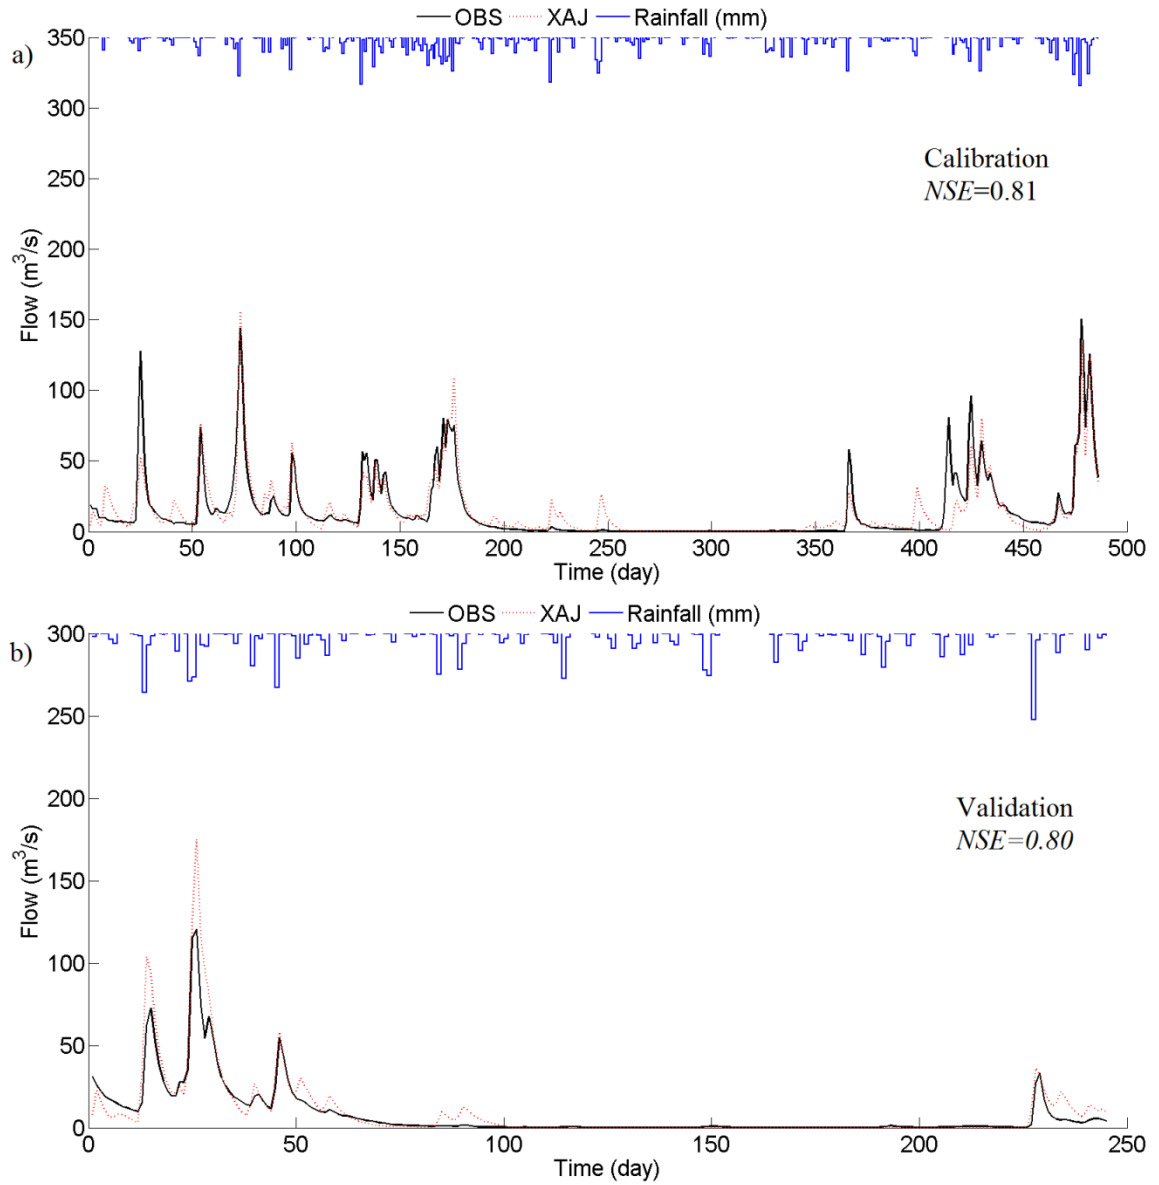 OBS XAJ Rainfall (mm)
a)
350
300
250
200
150
100
50
0
Flow (m³/s)
Calibration
NSE=0.81
0 50 100 150 200 250 300 350 400 450 500
Time (day)
OBS XAJ Rainfall (mm)
b)
300
250
200
150
100
50
0
Flow (m³/s)
Validation
NSE=0.80
0 50 100 150 200 250
Time (day)